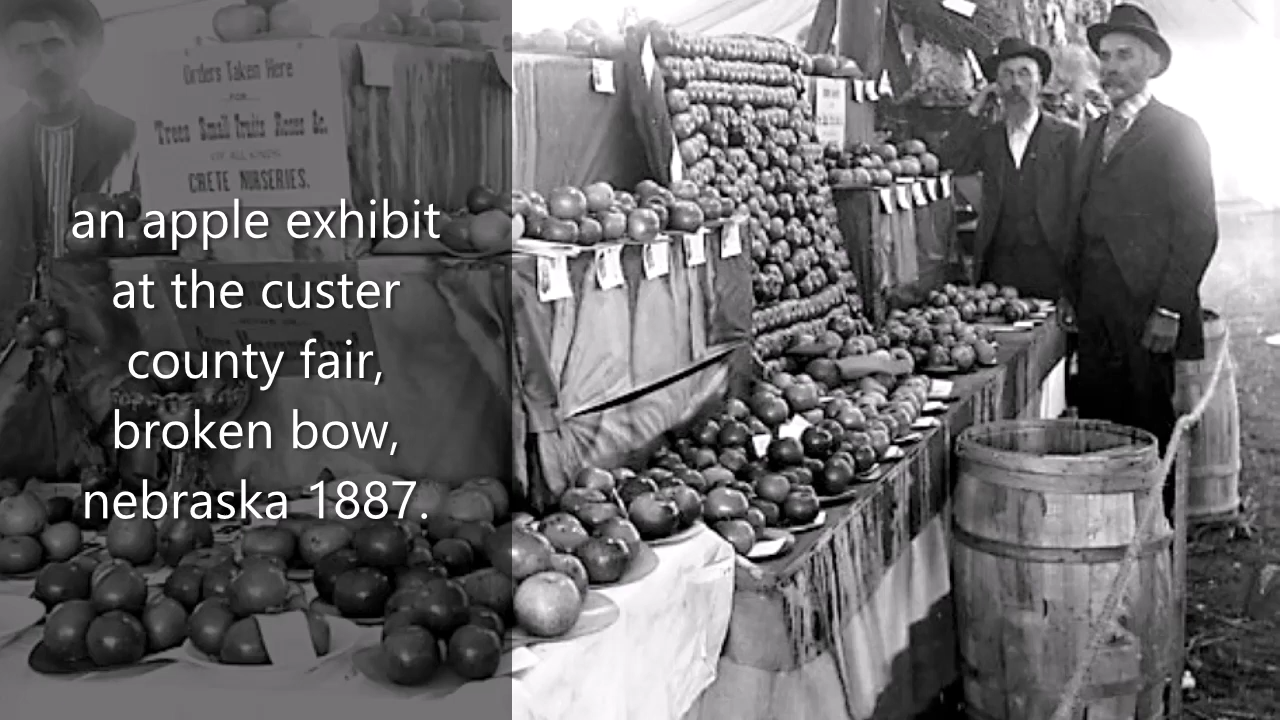 Orders Taken Here
FOR
Trees Small Fruits Roses &c.
OF ALL KINDS.
CRETE NURSERIES.
an apple exhibit
at the custer
county fair,
broken bow,
nebraska 1887.